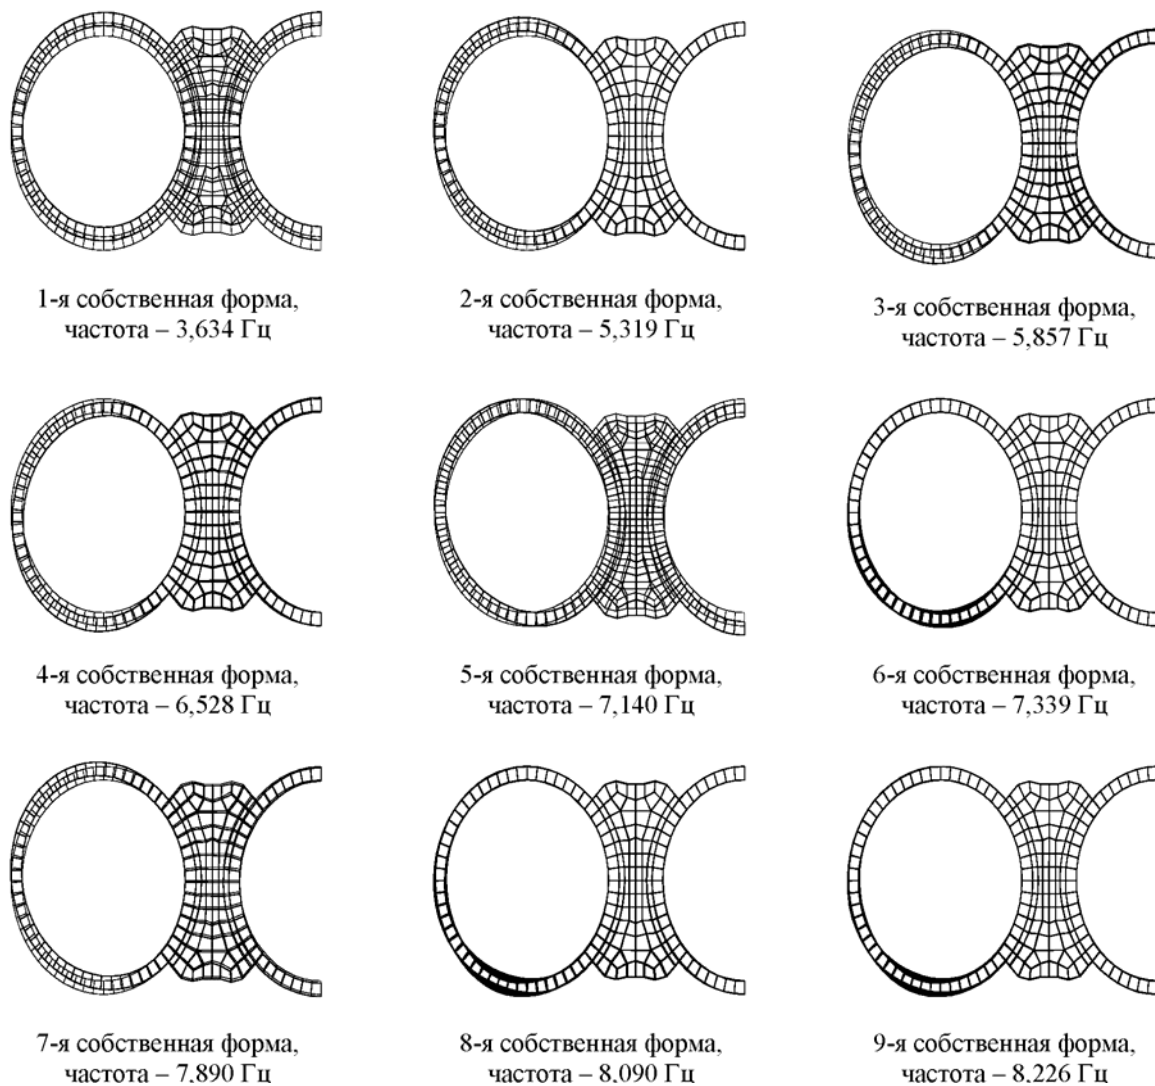 1-я собственная форма,
частота – 3,634 Гц
2-я собственная форма,
частота – 5,319 Гц
3-я собственная форма,
частота – 5,857 Гц
4-я собственная форма,
частота – 6,528 Гц
5-я собственная форма,
частота – 7,140 Гц
6-я собственная форма,
частота – 7,339 Гц
7-я собственная форма,
частота – 7,890 Гц
8-я собственная форма,
частота – 8,090 Гц
9-я собственная форма,
частота – 8,226 Гц